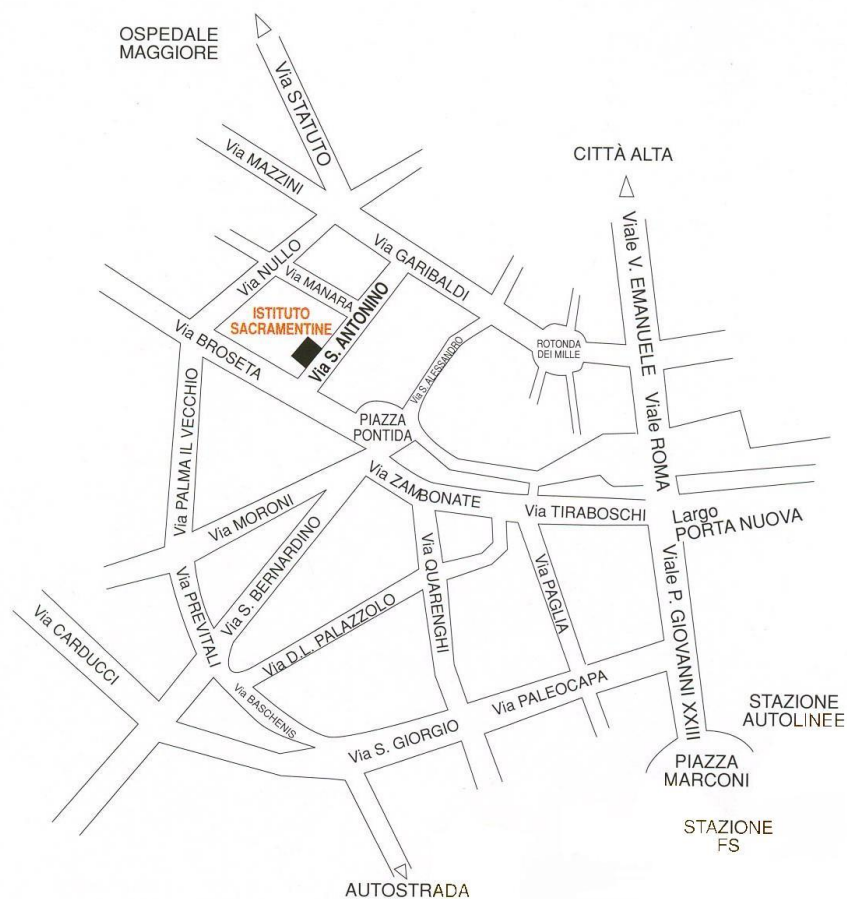 OSPEDALE
MAGGIORE
Via STATUTO
Via MAZZINI
CITTÀ ALTA
Via NULLO
Via GARIBALDI
Viale V. EMANUELE
Via MANARA
ISTITUTO
SACRAMENTINE
Via S. ANTONINO
Via BROSETA
ROTONDA
DEI MILLE
Via S. ALESSANDRO
Via PALMA IL VECCHIO
PIAZZA
PONTIDA
Viale ROMA
Via ZAMBONATE
Via TIRABOSCHI
Largo
PORTA NUOVA
Via MORONI
Via S. BERNARDINO
Via QUARENGHI
Via PAGLIA
Viale P. GIOVANNI XXIII
Via PREVITALI
Via D.L. PALAZZOLO
Via CARDUCCI
Via BASCHENIS
Via PALEOCAPA
Via S. GIORGIO
STAZIONE
AUTOLINEE
PIAZZA
MARCONI
STAZIONE
FS
AUTOSTRADA